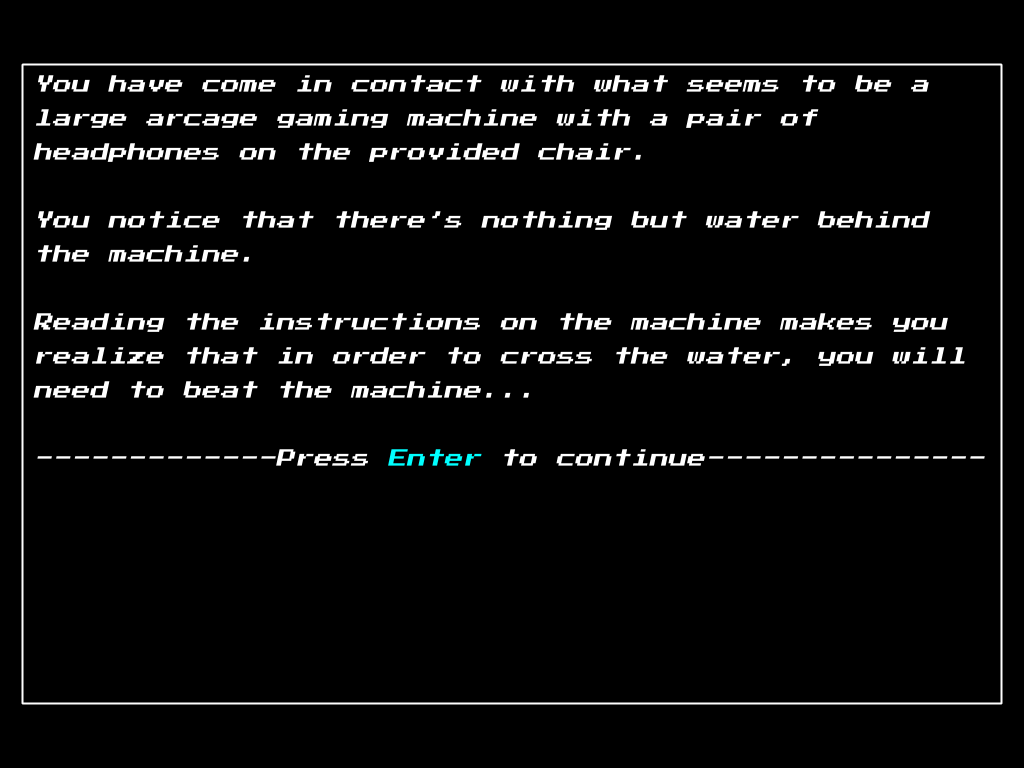 You have come in contact with what seems to be a
large arcage gaming machine with a pair of
headphones on the provided chair.
You notice that there's nothing but water behind
the machine.
Reading the instructions on the machine makes you
realize that in order to cross the water, you will
need to beat the machine...
-------------Press Enter to continue---------------